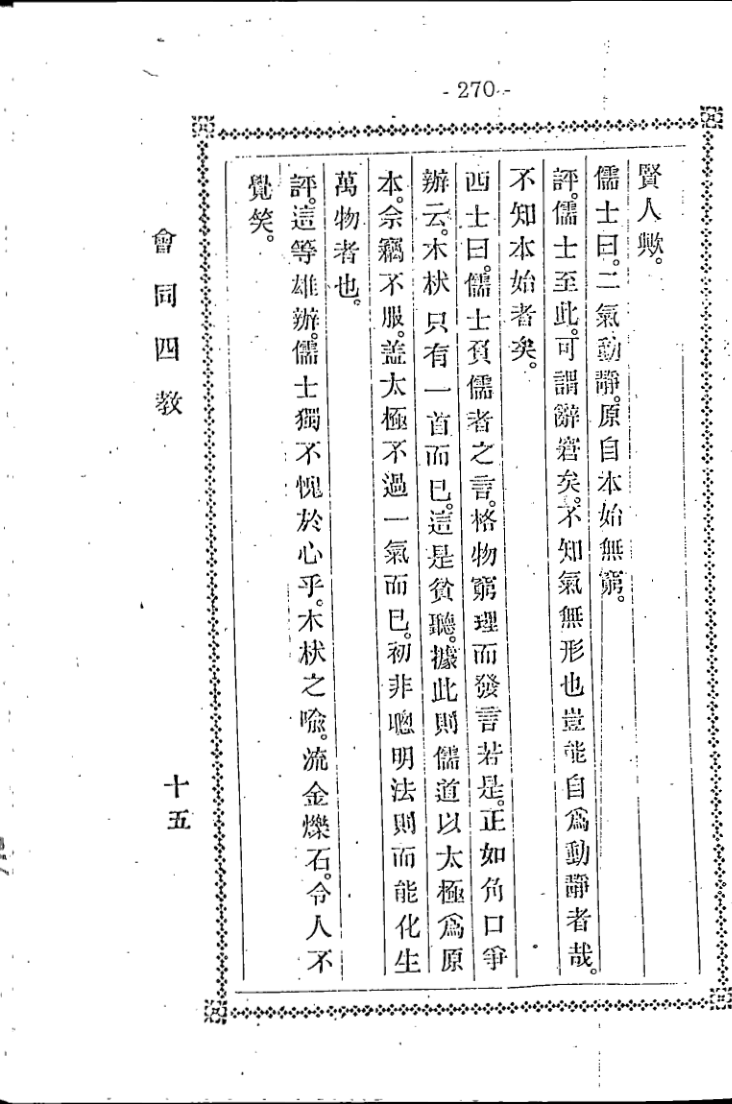 - 270 -
賢人歟。
儒士曰。二氣動靜。原自本始無窮。
評。儒士至此。可謂辭窘矣。不知氣無形也豈能自爲動靜者哉。
不知本始者矣。
西士曰。儒士負儒者之言。格物窮理而發言若是。正如角口爭
辦云。木栿只有一首而已。這是貧聽。據此則儒道以太極爲原
本。余竊不服。盖太極不過一氣而已。初非聰明法則而能化生
萬物者也。
評。這等雄辦。儒士獨不愧於心乎。木栿之喩。流金爍石。令人不
覺笑。
會同四教
十五